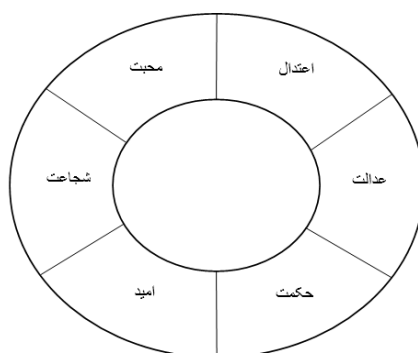 اعتدال
محبت
عدالت
شجاعت
حکمت
امید